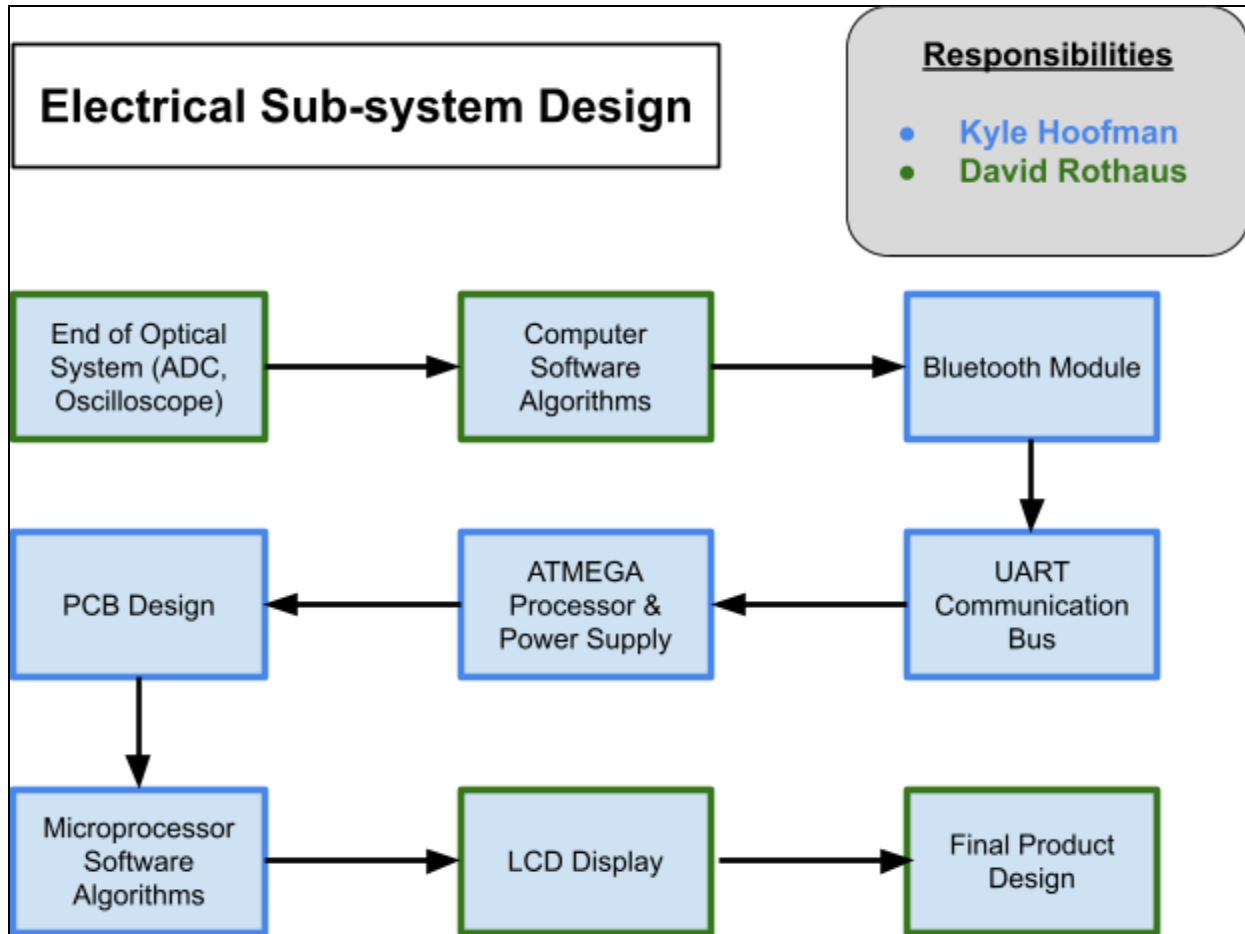 Electrical Sub-system Design
Responsibilities
● Kyle Hoofman
● David Rothaus
End of Optical
System (ADC,
Oscilloscope)
Computer
Software
Algorithms
Bluetooth Module
PCB Design
ATMEGA
Processor &
Power Supply
UART
Communication
Bus
Microprocessor
Software
Algorithms
LCD Display
Final Product
Design